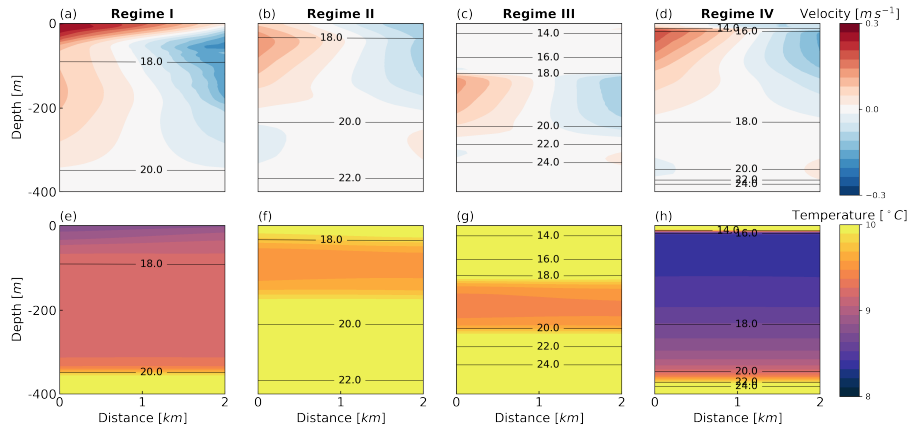 Regime I
Regime II
Regime III
Regime IV
Velocity [m s⁻¹]
(a)
(b)
(c)
(d)
0
-200
-400
Depth [m]
18.0
20.0
18.0
20.0
22.0
14.0
16.0
18.0
20.0
22.0
24.0
14.0
16.0
18.0
20.0
22.0
24.0
0.3
0.0
−0.3
Temperature [°C]
(e)
(f)
(g)
(h)
0
-200
-400
Depth [m]
18.0
20.0
18.0
20.0
22.0
14.0
16.0
18.0
20.0
22.0
24.0
14.0
16.0
18.0
20.0
22.0
24.0
10
9
8
0 1 2
0 1 2
0 1 2
0 1 2
Distance [km]
Distance [km]
Distance [km]
Distance [km]